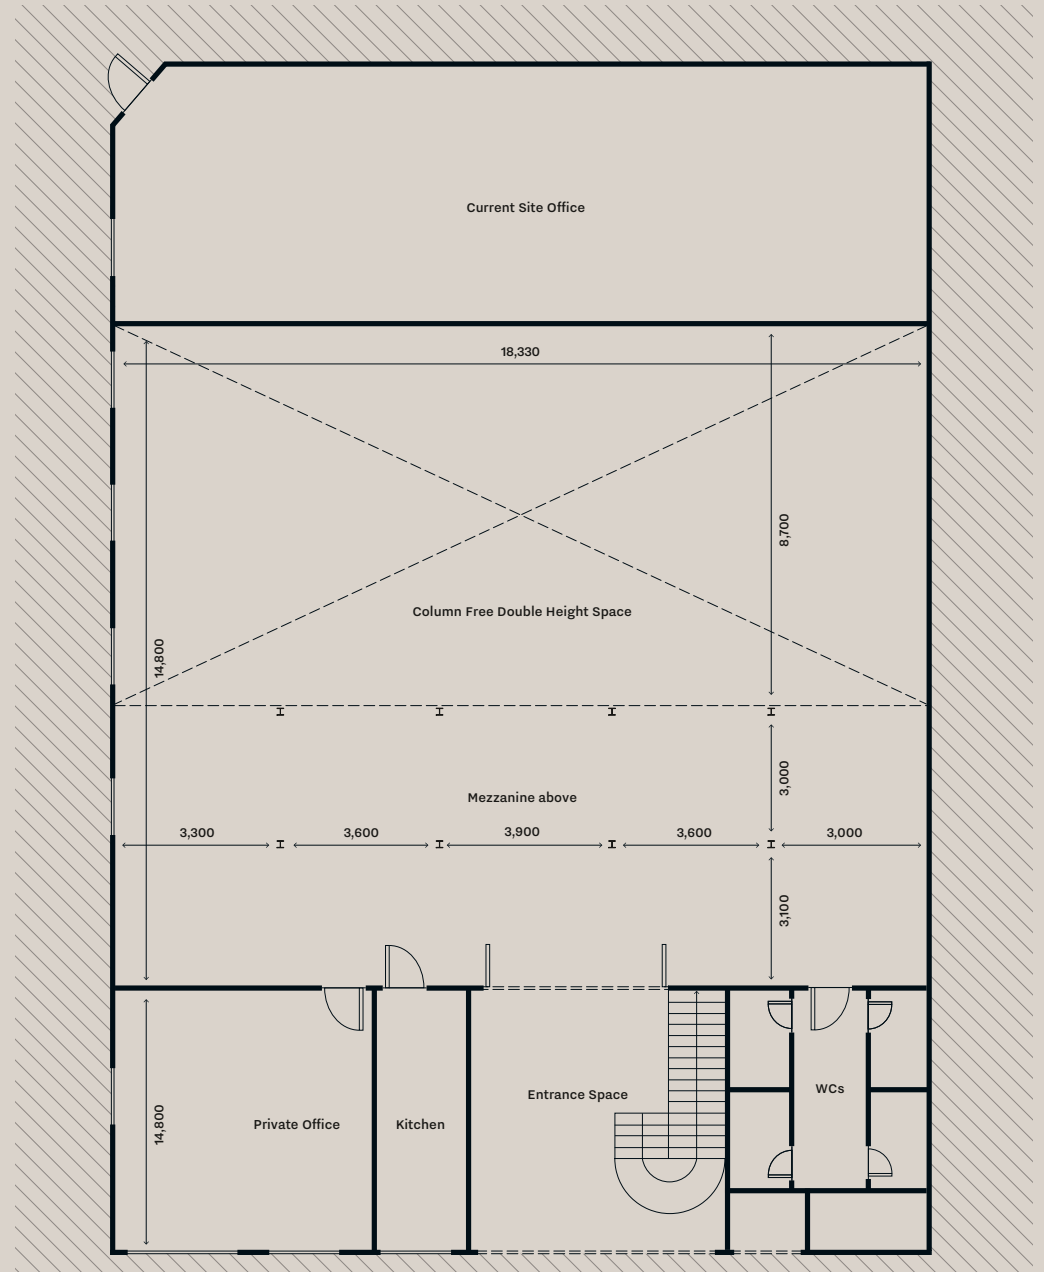 Current Site Office
18,330
8,700
Column Free Double Height Space
14,800
3,000
Mezzanine above
3,300
3,600
3,900
3,600
3,000
3,100
Entrance Space
WCs
Private Office
Kitchen
14,800